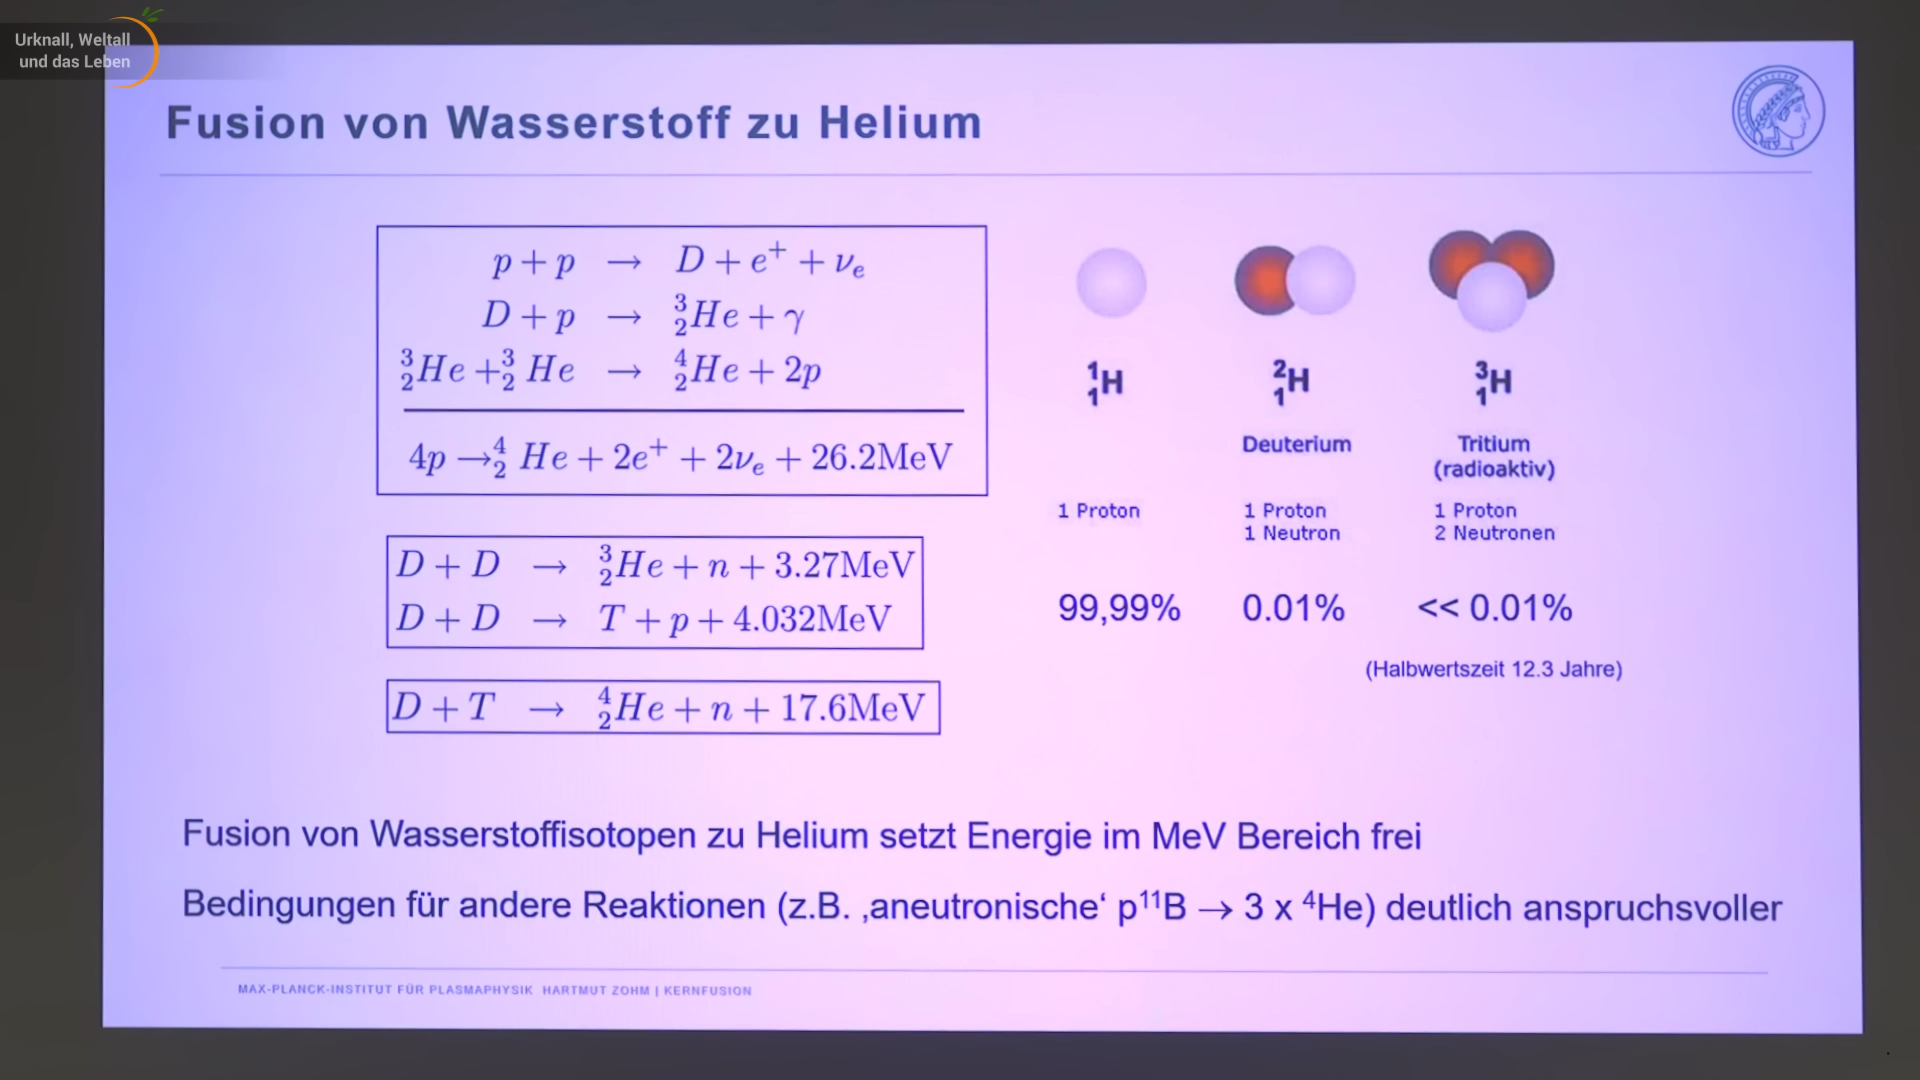 Urknall, Weltall
und das Leben
Fusion von Wasserstoff zu Helium
p + p → D + e⁺ + νₑ
D + p → ³₂He + γ
³₂He +³₂ He → ⁴₂He + 2p
4p →⁴₂ He + 2e⁺ + 2νₑ + 26.2MeV
D + D → ³₂He + n + 3.27MeV
D + D → T + p + 4.032MeV
D + T → ⁴₂He + n + 17.6MeV
¹₁H ²₁H ³₁H
Deuterium Tritium
(radioaktiv)
1 Proton 1 Proton 1 Proton
1 Neutron 2 Neutronen
99,99% 0.01% << 0.01%
(Halbwertszeit 12.3 Jahre)
Fusion von Wasserstoffisotopen zu Helium setzt Energie im MeV Bereich frei
Bedingungen für andere Reaktionen (z.B. ‚aneutronische‘ p¹¹B → 3 x ⁴He) deutlich anspruchsvoller
MAX-PLANCK-INSTITUT FÜR PLASMAPHYSIK HARTMUT ZOHM | KERNFUSION